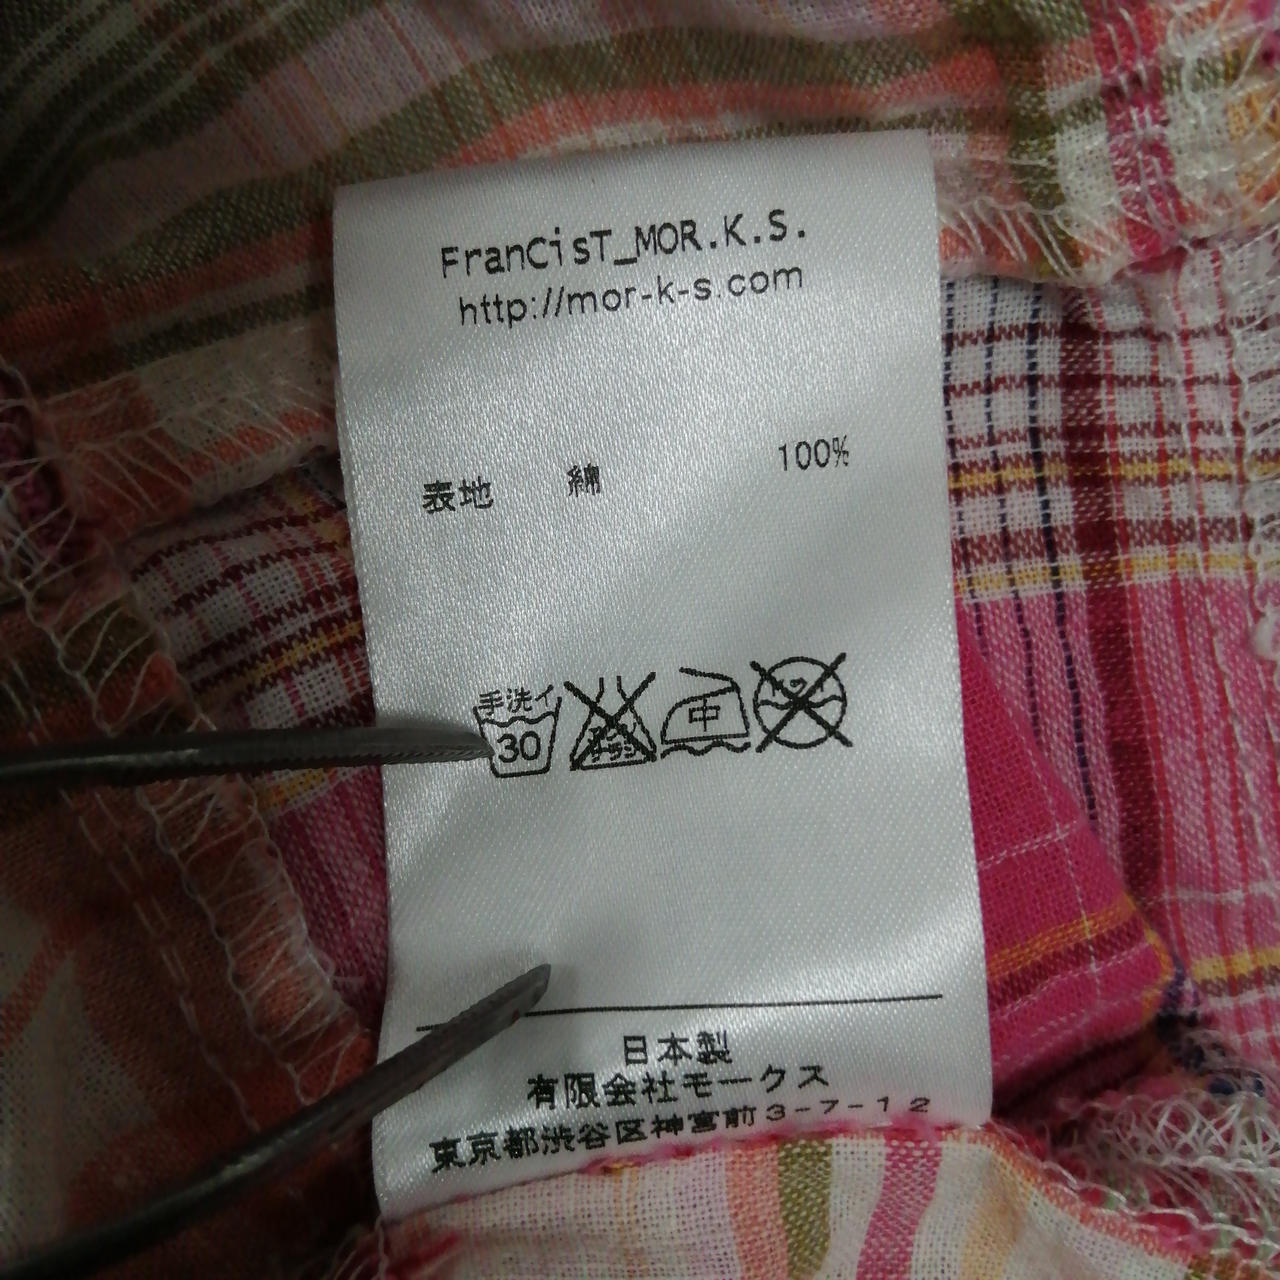 FranCisT_MOR.K.S.
http://mor-k-s.com
表地 綿 100%
手洗イ
30
中
日本製
有限会社モークス
東京都渋谷区神宮前3-7-12